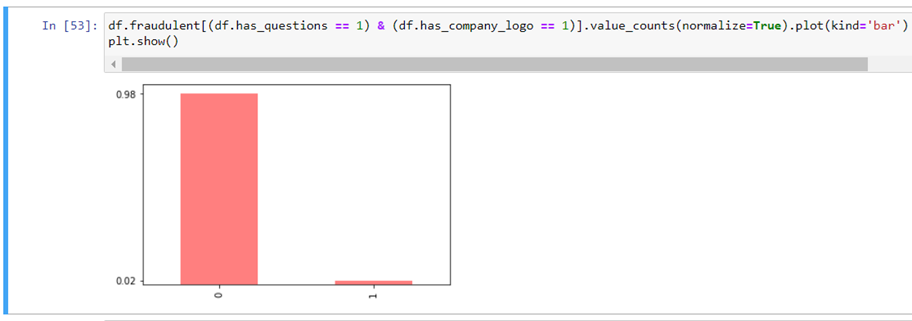 In [53]: df.fraudulent[(df.has_questions == 1) & (df.has_company_logo == 1)].value_counts(normalize=True).plot(kind='bar')
plt.show()
0.98
0.02
0 1